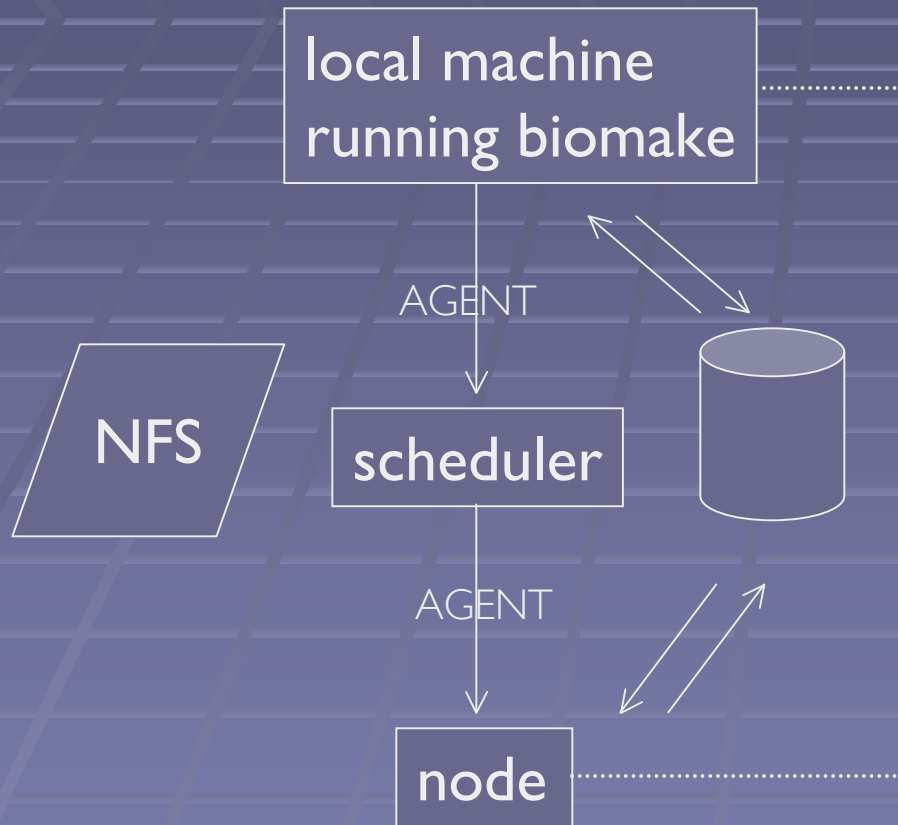 local machine
running biomake
AGENT
NFS
scheduler
AGENT
node